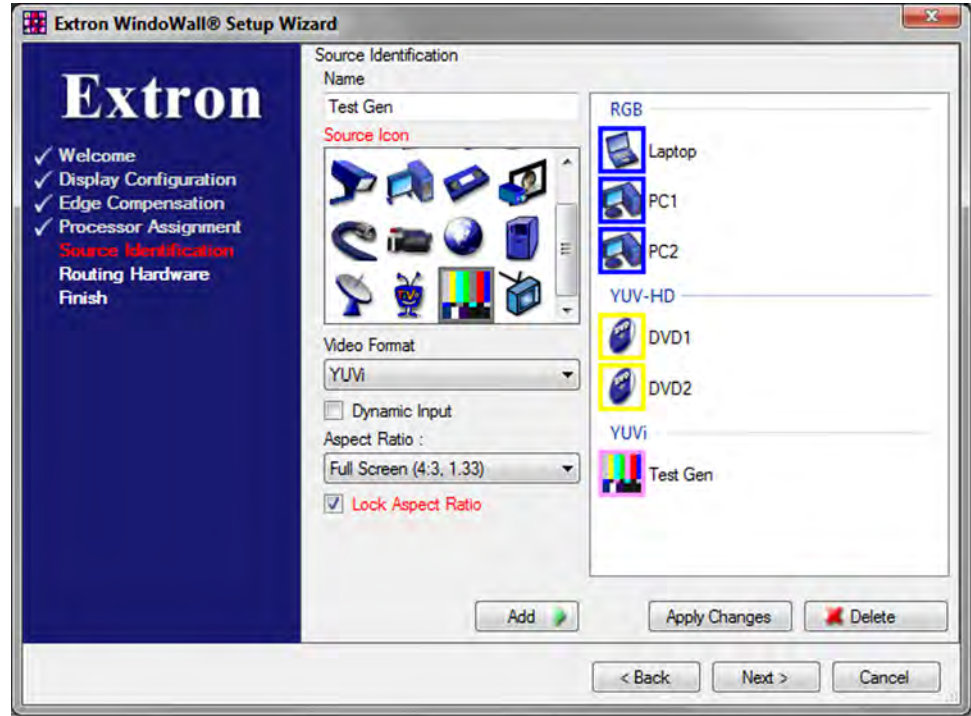 Extron WindoWall® Setup Wizard
Extron
Welcome
Display Configuration
Edge Compensation
Processor Assignment
Source Identification
Routing Hardware
Finish
Source Identification
Name
Test Gen
Source Icon
TiVo
Video Format
YUVi
Dynamic Input
Aspect Ratio :
Full Screen (4:3, 1.33)
Lock Aspect Ratio
Add
RGB
Laptop
PC1
PC2
YUV-HD
DVD
DVD1
DVD
DVD2
YUVi
Test Gen
Apply Changes
Delete
< Back
Next >
Cancel